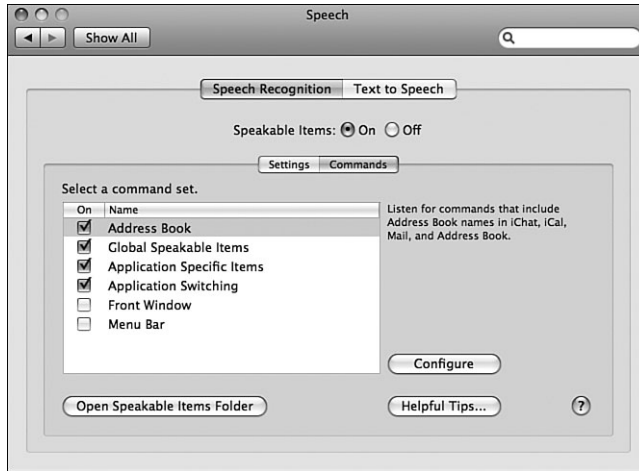 Speech
Show All
Speech Recognition Text to Speech
Speakable Items: On Off
Settings Commands
Select a command set.
On Name
Address Book
Global Speakable Items
Application Specific Items
Application Switching
Front Window
Menu Bar
Listen for commands that include
Address Book names in iChat, iCal,
Mail, and Address Book.
Configure
Open Speakable Items Folder Helpful Tips... ?